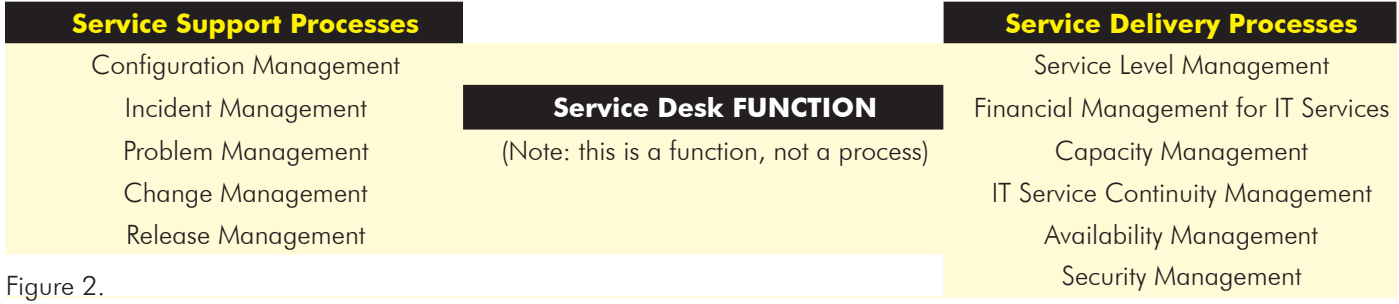 Service Support Processes
Configuration Management
Incident Management
Problem Management
Change Management
Release Management
Service Desk FUNCTION
(Note: this is a function, not a process)
Service Delivery Processes
Service Level Management
Financial Management for IT Services
Capacity Management
IT Service Continuity Management
Availability Management
Security Management
Figure 2.